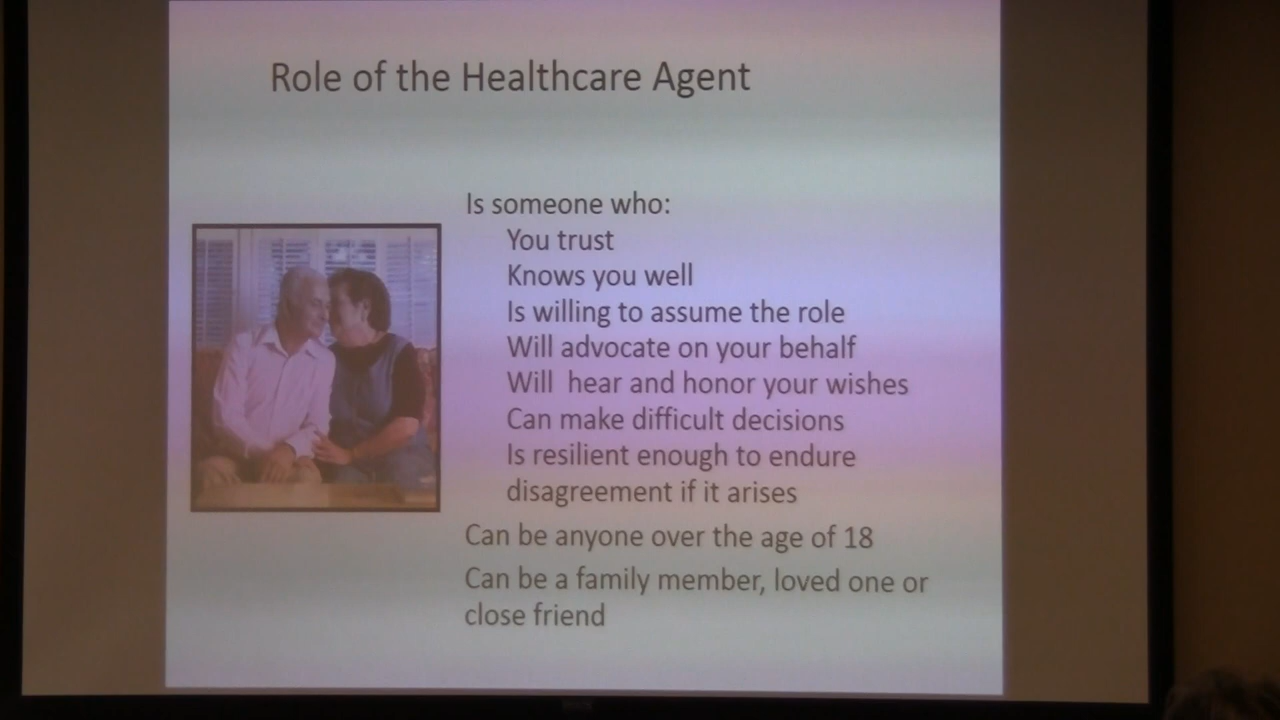 Role of the Healthcare Agent
Is someone who:
You trust
Knows you well
Is willing to assume the role
Will advocate on your behalf
Will  hear and honor your wishes
Can make difficult decisions
Is resilient enough to endure
disagreement if it arises
Can be anyone over the age of 18
Can be a family member, loved one or
close friend